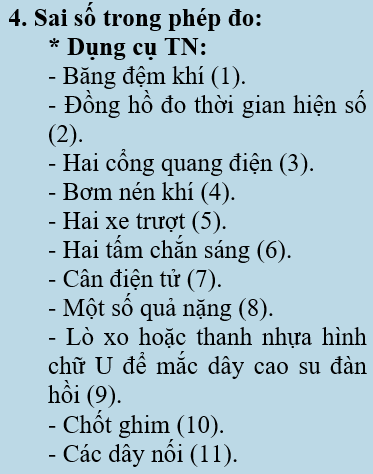 4. Sai số trong phép đo:
* Dụng cụ TN:
- Băng đệm khí (1).
- Đồng hồ đo thời gian hiện số
(2).
- Hai cổng quang điện (3).
- Bơm nén khí (4).
- Hai xe trượt (5).
- Hai tấm chắn sáng (6).
- Cân điện tử (7).
- Một số quả nặng (8).
- Lò xo hoặc thanh nhựa hình
chữ U để mắc dây cao su đàn
hồi (9).
- Chốt ghim (10).
- Các dây nối (11).